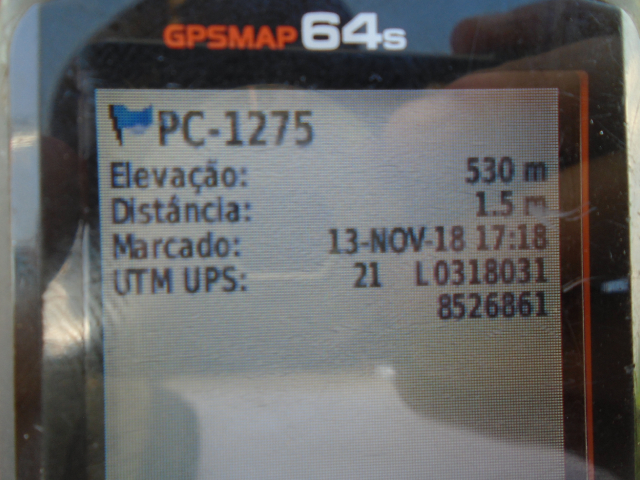 GPSMAP 64s
PC-1275
Elevação: 530 m
Distância: 1.5 m
Marcado: 13-NOV-18 17:18
UTM UPS: 21 L0318031
8526861